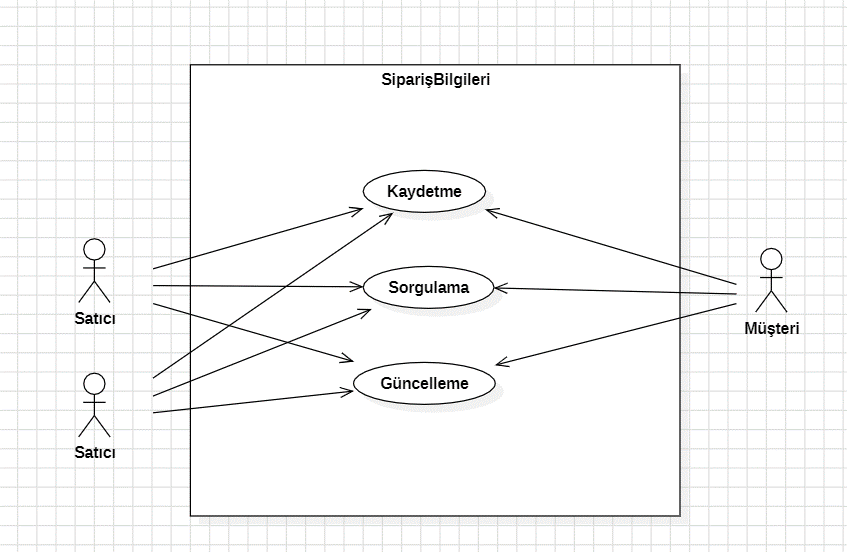 SiparişBilgileri
Kaydetme
Sorgulama
Güncelleme
Satıcı
Satıcı
Müşteri